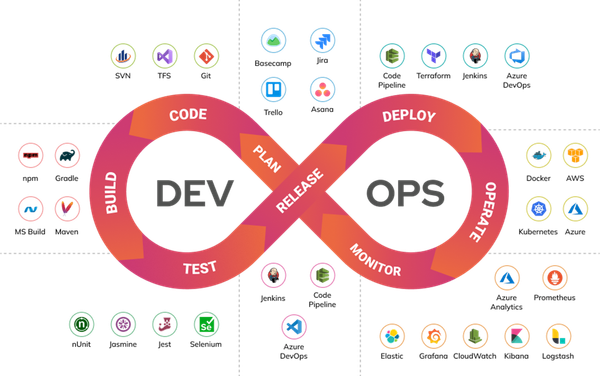 Basecamp
Jira
Trello
Asana
SVN
TFS
Git
Code
Pipeline
Terraform
Jenkins
Azure
DevOps
npm
Gradle
MS Build
Maven
Docker
AWS
Kubernetes
Azure
CODE
PLAN
BUILD
TEST
RELEASE
DEPLOY
OPERATE
MONITOR
DEV
OPS
nUnit
Jasmine
Jest
Se
Selenium
Jenkins
Code
Pipeline
Azure
DevOps
Azure
Analytics
Prometheus
Elastic
Grafana
CloudWatch
Kibana
Logstash